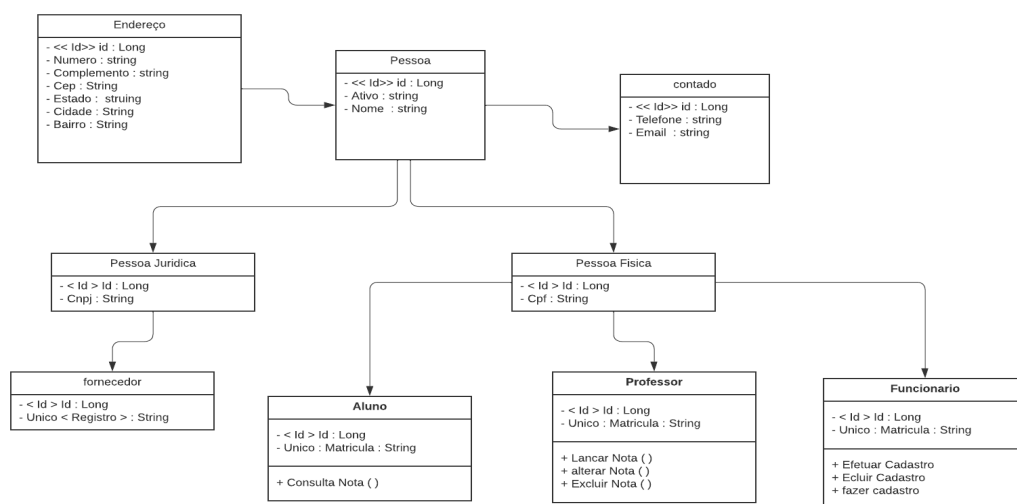 Endereço
- << Id>> id : Long
- Numero : string
- Complemento : string
- Cep : String
- Estado : struing
- Cidade : String
- Bairro : String
Pessoa
- << Id>> id : Long
- Ativo : string
- Nome : string
contado
- << Id>> id : Long
- Telefone : string
- Email : string
Pessoa Juridica
- < Id > Id : Long
- Cnpj : String
Pessoa Fisica
- < Id > Id : Long
- Cpf : String
fornecedor
- < Id > Id : Long
- Unico < Registro > : String
Aluno
- < Id > Id : Long
- Unico : Matricula : String
+ Consulta Nota ( )
Professor
- < Id > Id : Long
- Unico : Matricula : String
+ Lancar Nota ( )
+ alterar Nota ( )
+ Excluir Nota ( )
Funcionario
- < Id > Id : Long
- Unico : Matricula : String
+ Efetuar Cadastro
+ Ecluir Cadastro
+ fazer cadastro